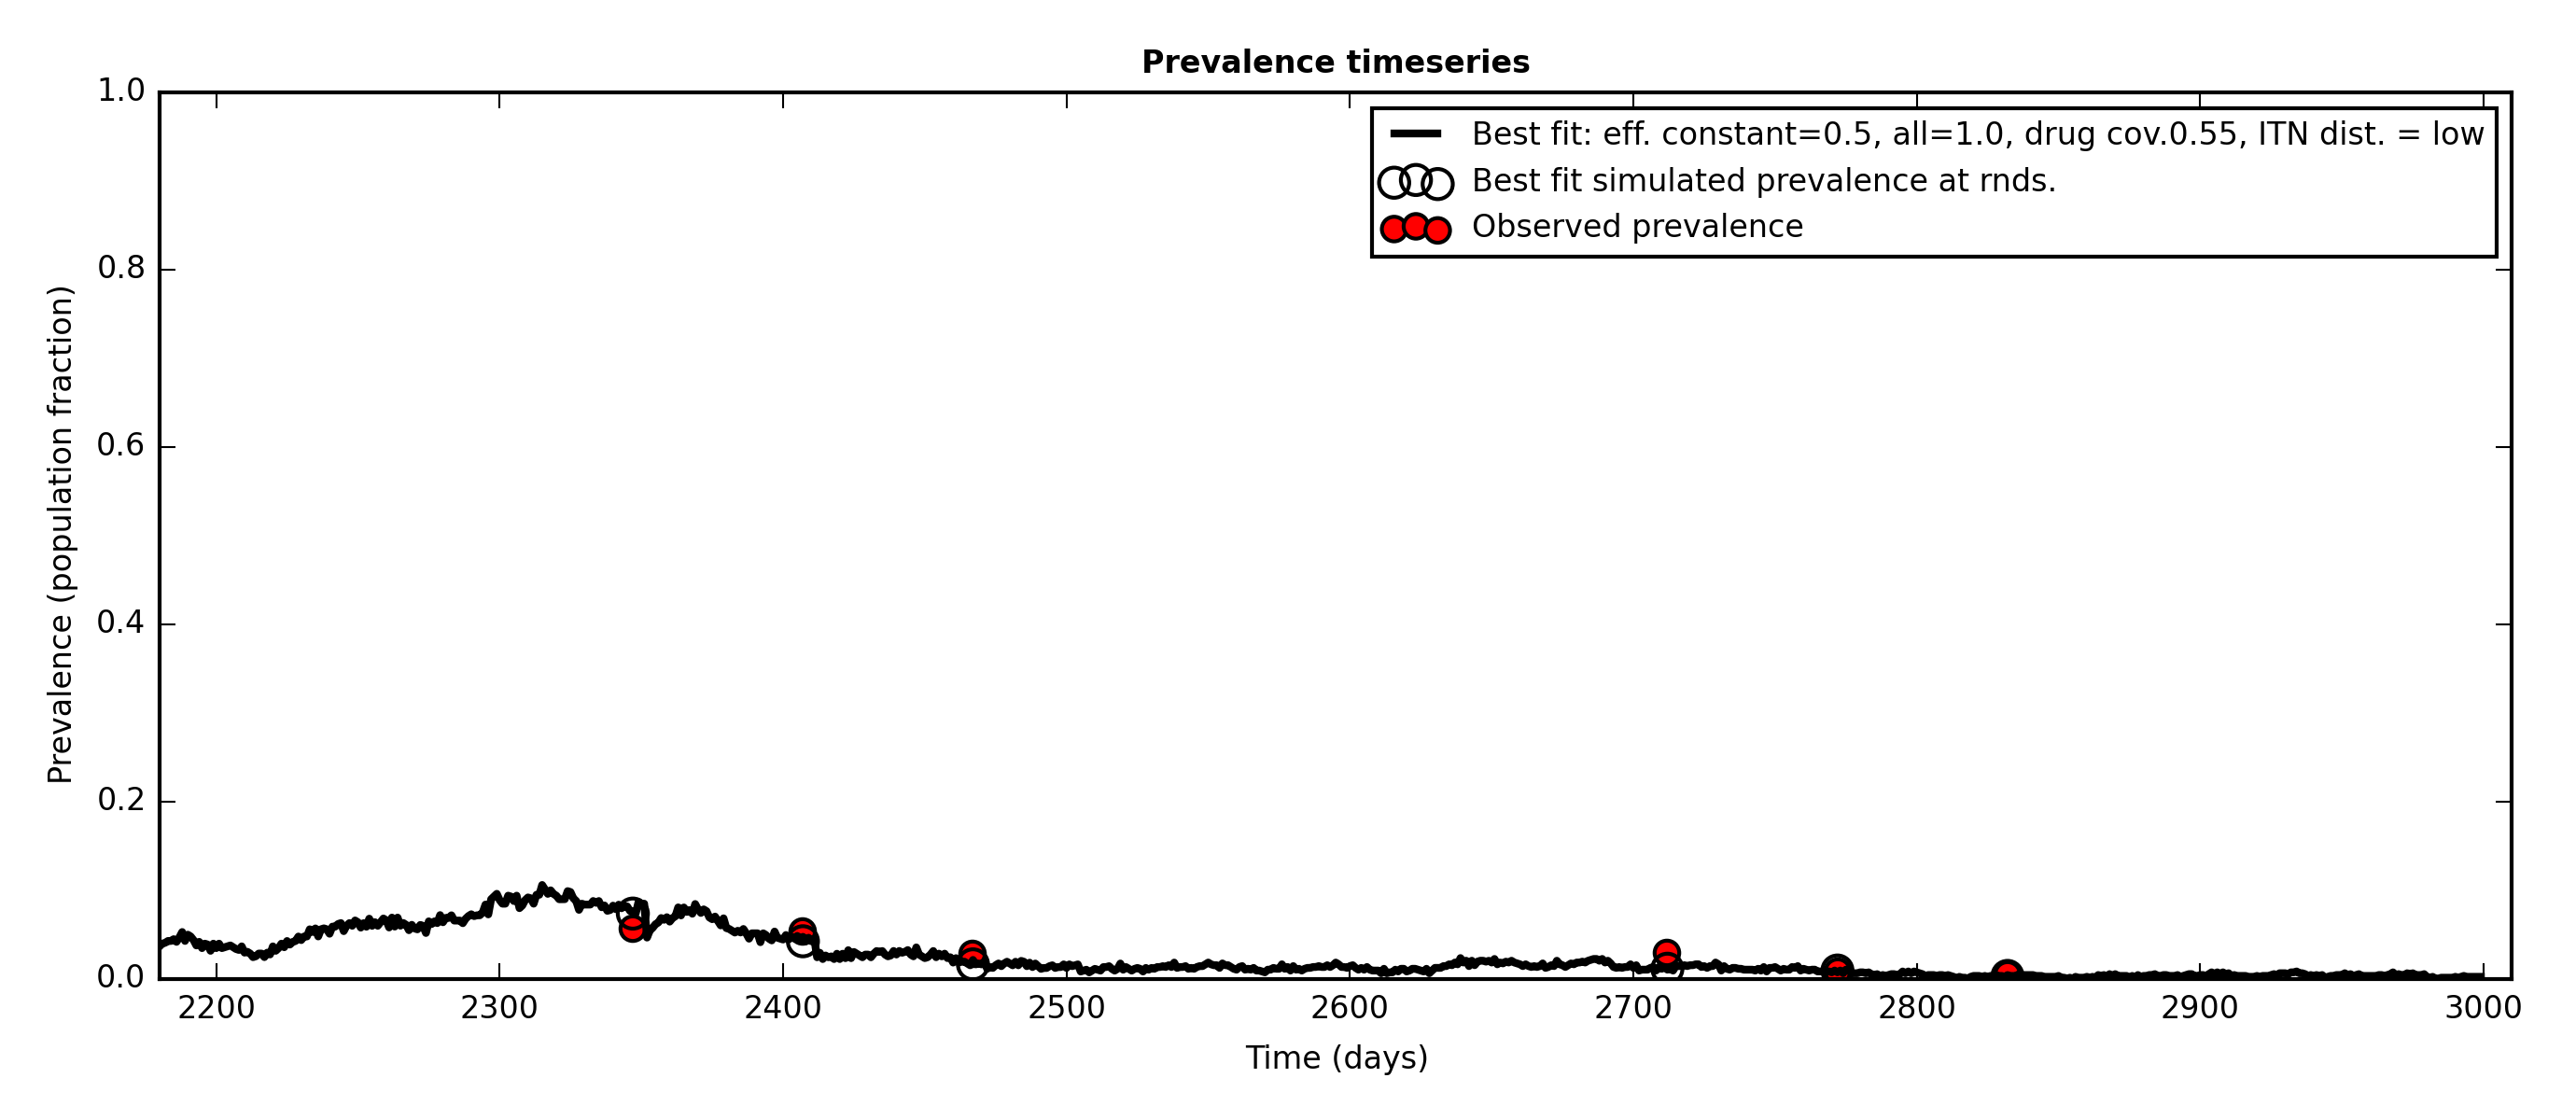 Prevalence timeseries
Best fit: eff. constant=0.5, all=1.0, drug cov.0.55, ITN dist. = low
Best fit simulated prevalence at rnds.
Observed prevalence
Prevalence (population fraction)
1.0
0.8
0.6
0.4
0.2
0.0
2200 2300 2400 2500 2600 2700 2800 2900 3000
Time (days)